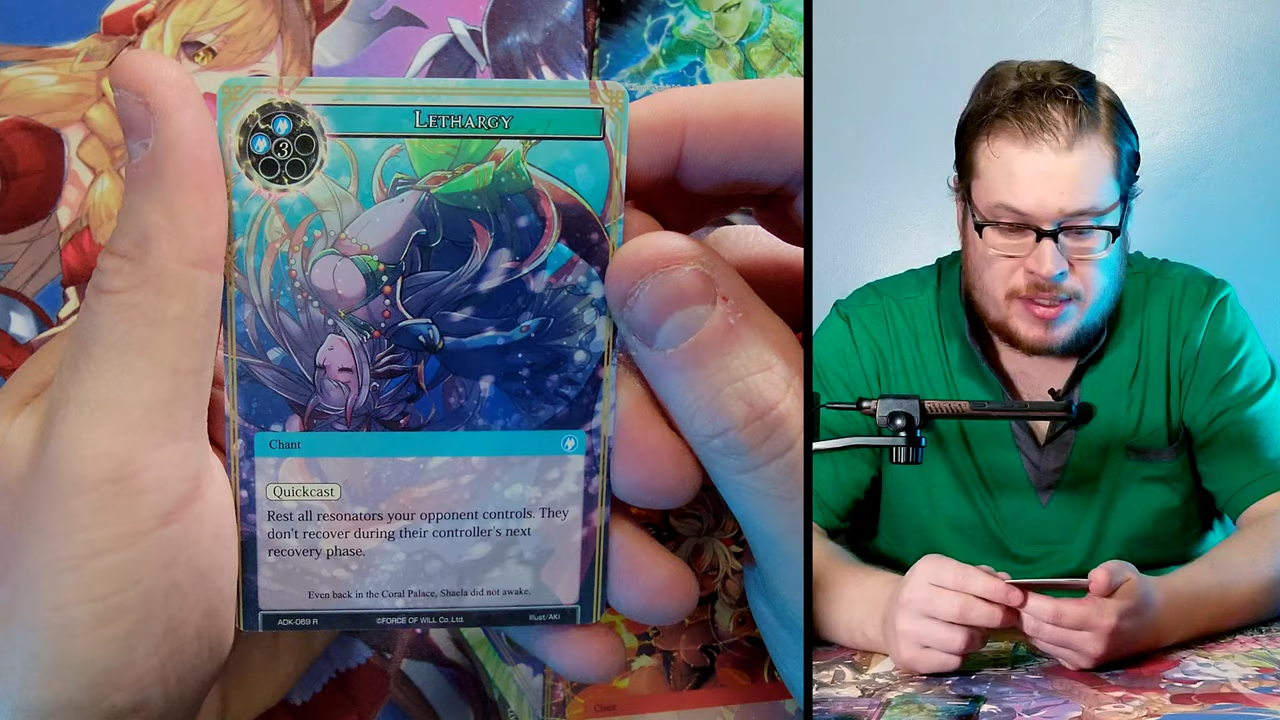 LETHARGY
3
Chant
Quickcast
Rest all resonators your opponent controls. They
don't recover during their controller's next
recovery phase.
Even back in the Coral Palace, Shaela did not awake.
ADK-069 R ©FORCE OF WILL Co.,Ltd. Illust/AKI
Chant